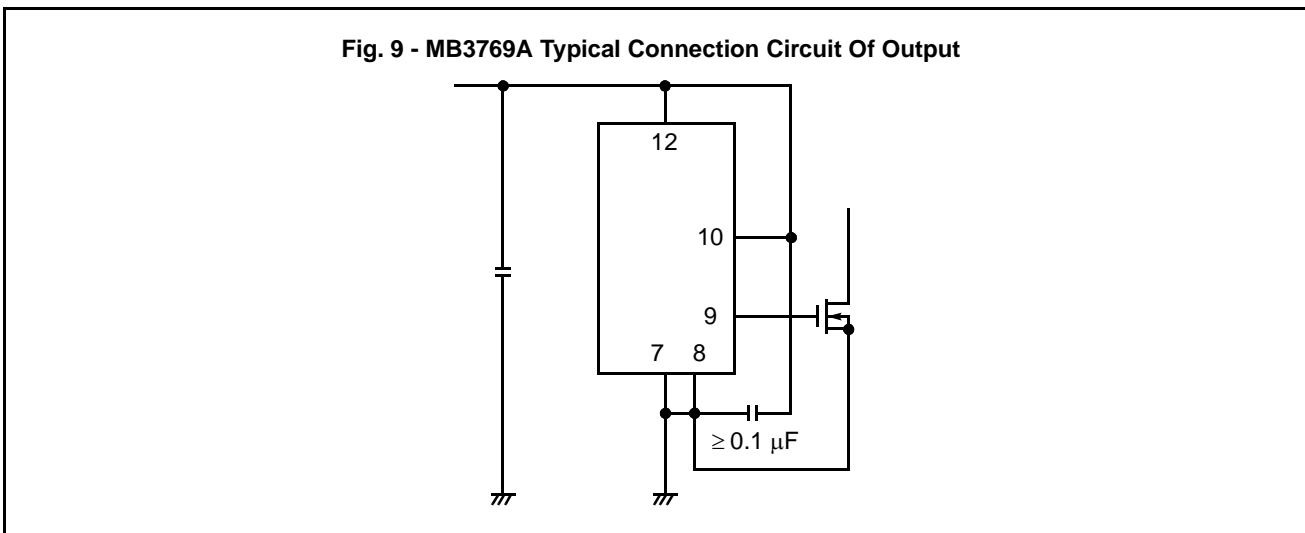 Fig. 9 - MB3769A Typical Connection Circuit Of Output
12
10
9
7 8
≥ 0.1 μF